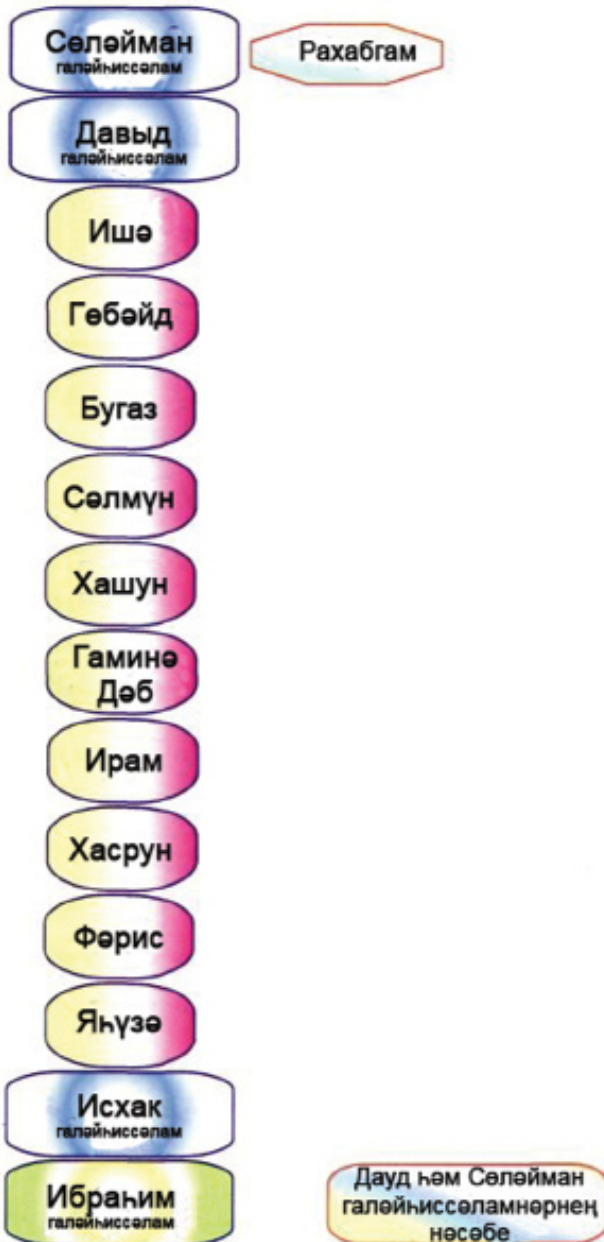 Сөләйман
галәйһиссәлам
Рахабгам
Давыд
галәйһиссәлам
Ишә
Гөбәйд
Бугаз
Сәлмүн
Хашун
Гаминә
Дәб
Ирам
Хасрун
Фәрис
Яһүзә
Исхак
галәйһиссәлам
Ибраһим
галәйһиссәлам
Дауд һәм Сөләйман
галәйһиссәламнәрнең
нәсәбе